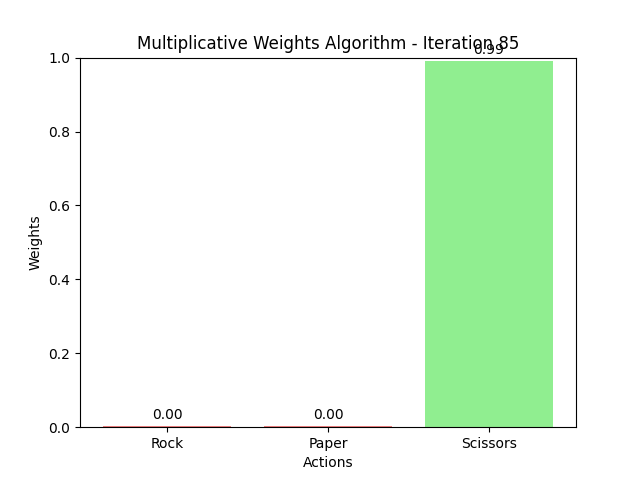 Multiplicative Weights Algorithm - Iteration 85
0.99
1.0
0.8
0.6
0.4
0.2
0.0
Weights
0.00 0.00
Rock Paper Scissors
Actions